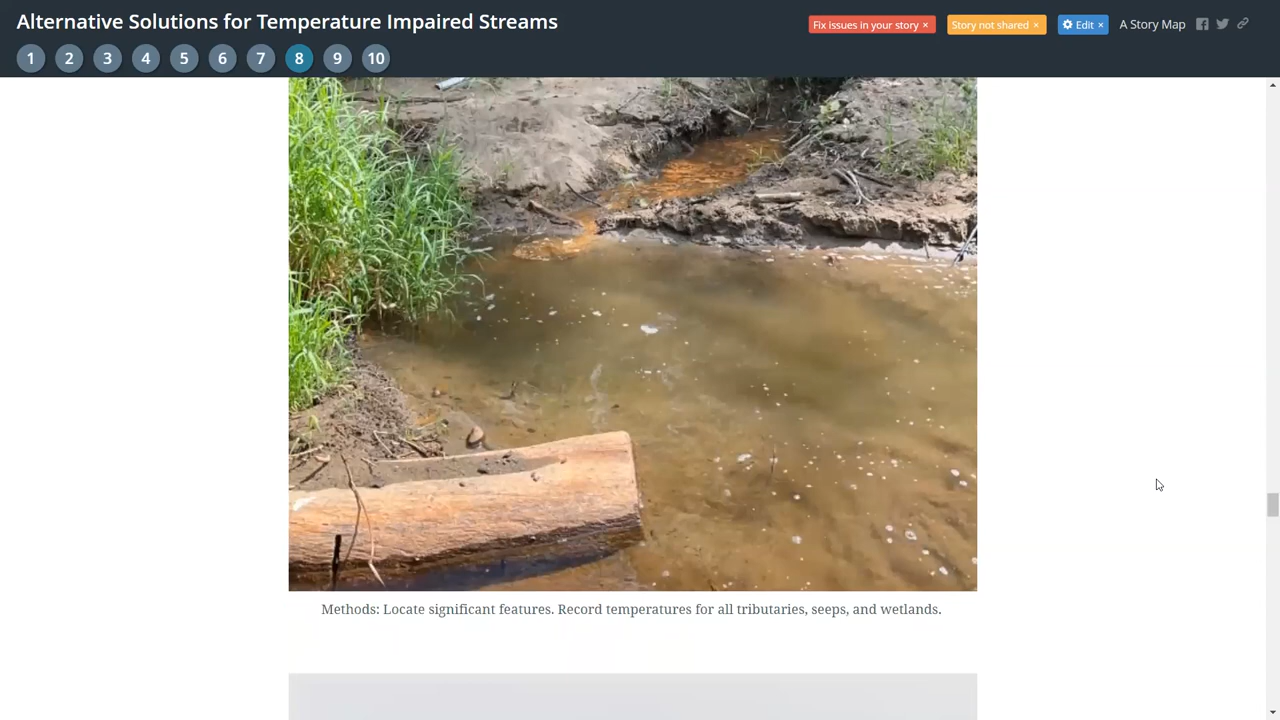 Alternative Solutions for Temperature Impaired Streams
Fix issues in your story ×
Story not shared ×
Edit ×
A Story Map
1 2 3 4 5 6 7 8 9 10
Methods: Locate significant features. Record temperatures for all tributaries, seeps, and wetlands.